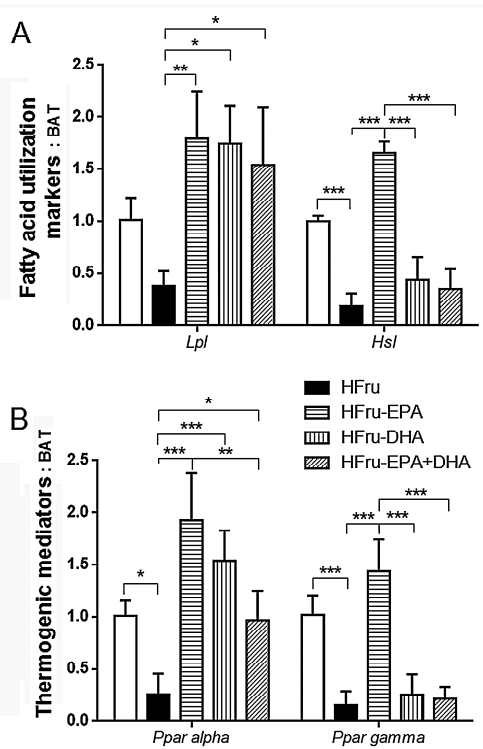 A
Fatty acid utilization
markers : BAT
2.5
2.0
1.5
1.0
0.5
0.0
*
*
**
***
***
***
***
Lpl
Hsl
HFru
HFru-EPA
HFru-DHA
HFru-EPA+DHA
B
Thermogenic mediators : BAT
2.5
2.0
1.5
1.0
0.5
0.0
*
***
***
**
*
***
***
***
***
Ppar alpha
Ppar gamma